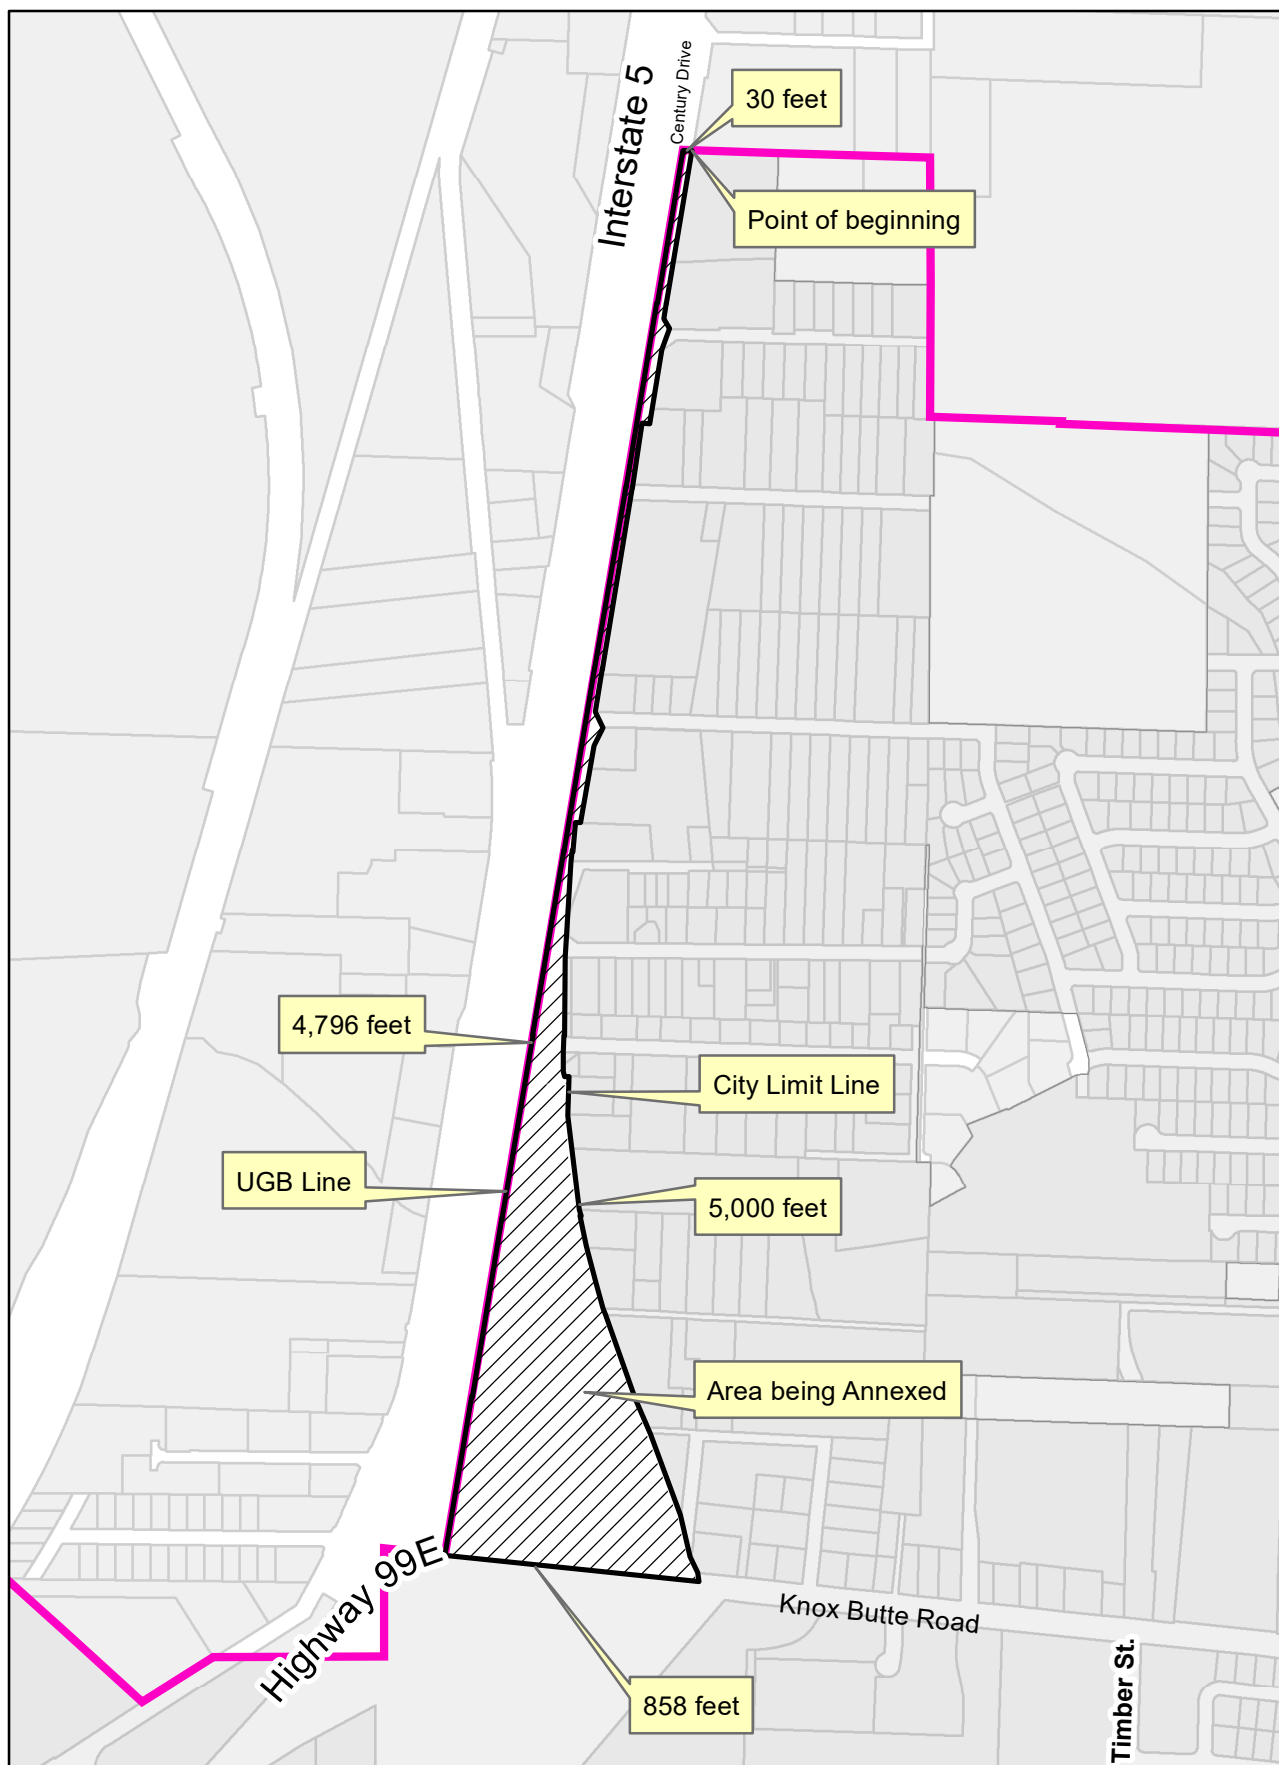 Interstate 5
Century Drive
30 feet
Point of beginning
4,796 feet
City Limit Line
UGB Line
5,000 feet
Area being Annexed
Highway 99E
Knox Butte Road
858 feet
Timber St.